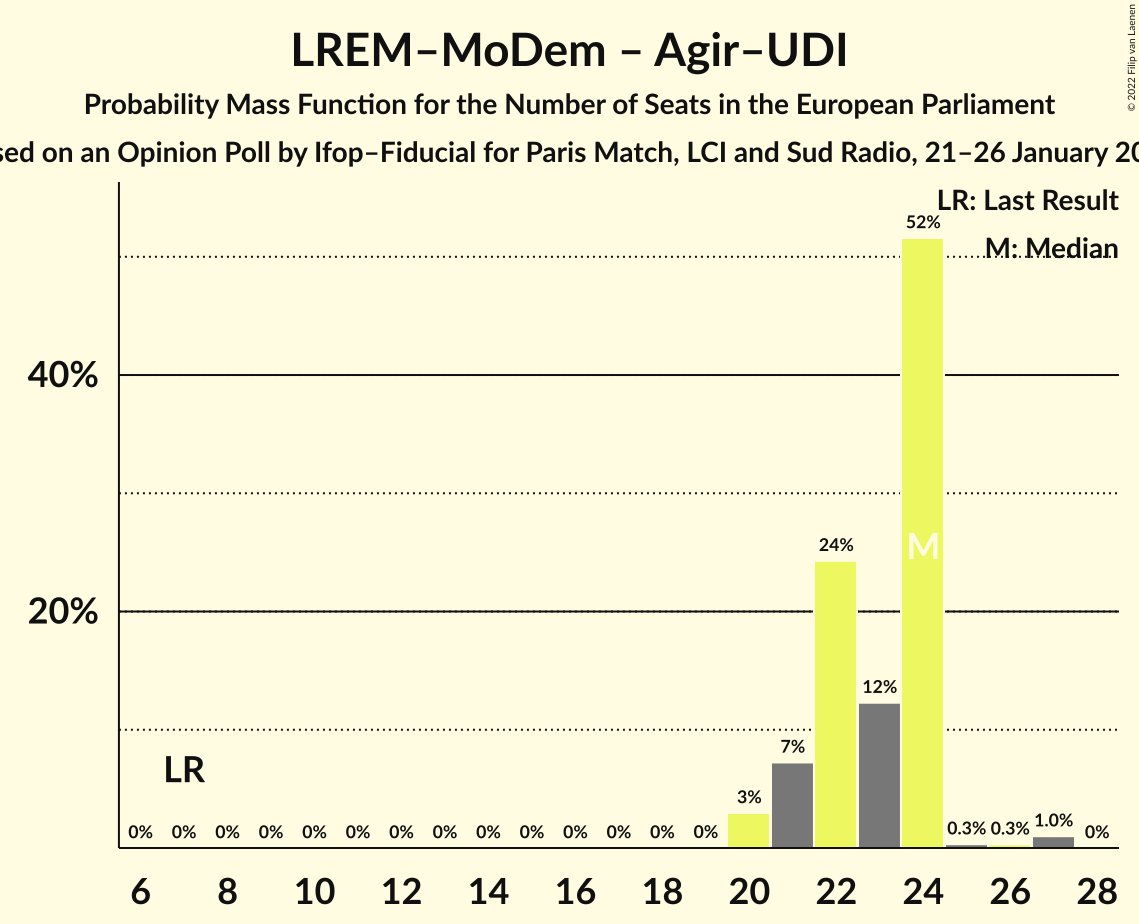 LREM–MoDem – Agir–UDI
Probability Mass Function for the Number of Seats in the European Parliament
on an Opinion Poll by Ifop–Fiducial for Paris Match, LCI and Sud Radio, 21–26 January
© 2022 Filip van Laenen
LR: Last Result
M: Median
52%
40%
24%
M
20%
12%
7%
LR
3%
0% 0% 0% 0% 0% 0% 0% 0% 0% 0% 0% 0% 0% 0% 0.3% 0.3% 1.0% 0%
6 8 10 12 14 16 18 20 22 24 26 28